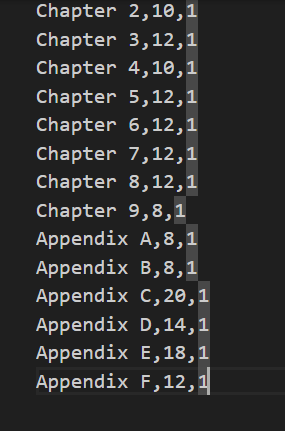 Chapter 2,10,1
Chapter 3,12,1
Chapter 4,10,1
Chapter 5,12,1
Chapter 6,12,1
Chapter 7,12,1
Chapter 8,12,1
Chapter 9,8,1
Appendix A,8,1
Appendix B,8,1
Appendix C,20,1
Appendix D,14,1
Appendix E,18,1
Appendix F,12,1